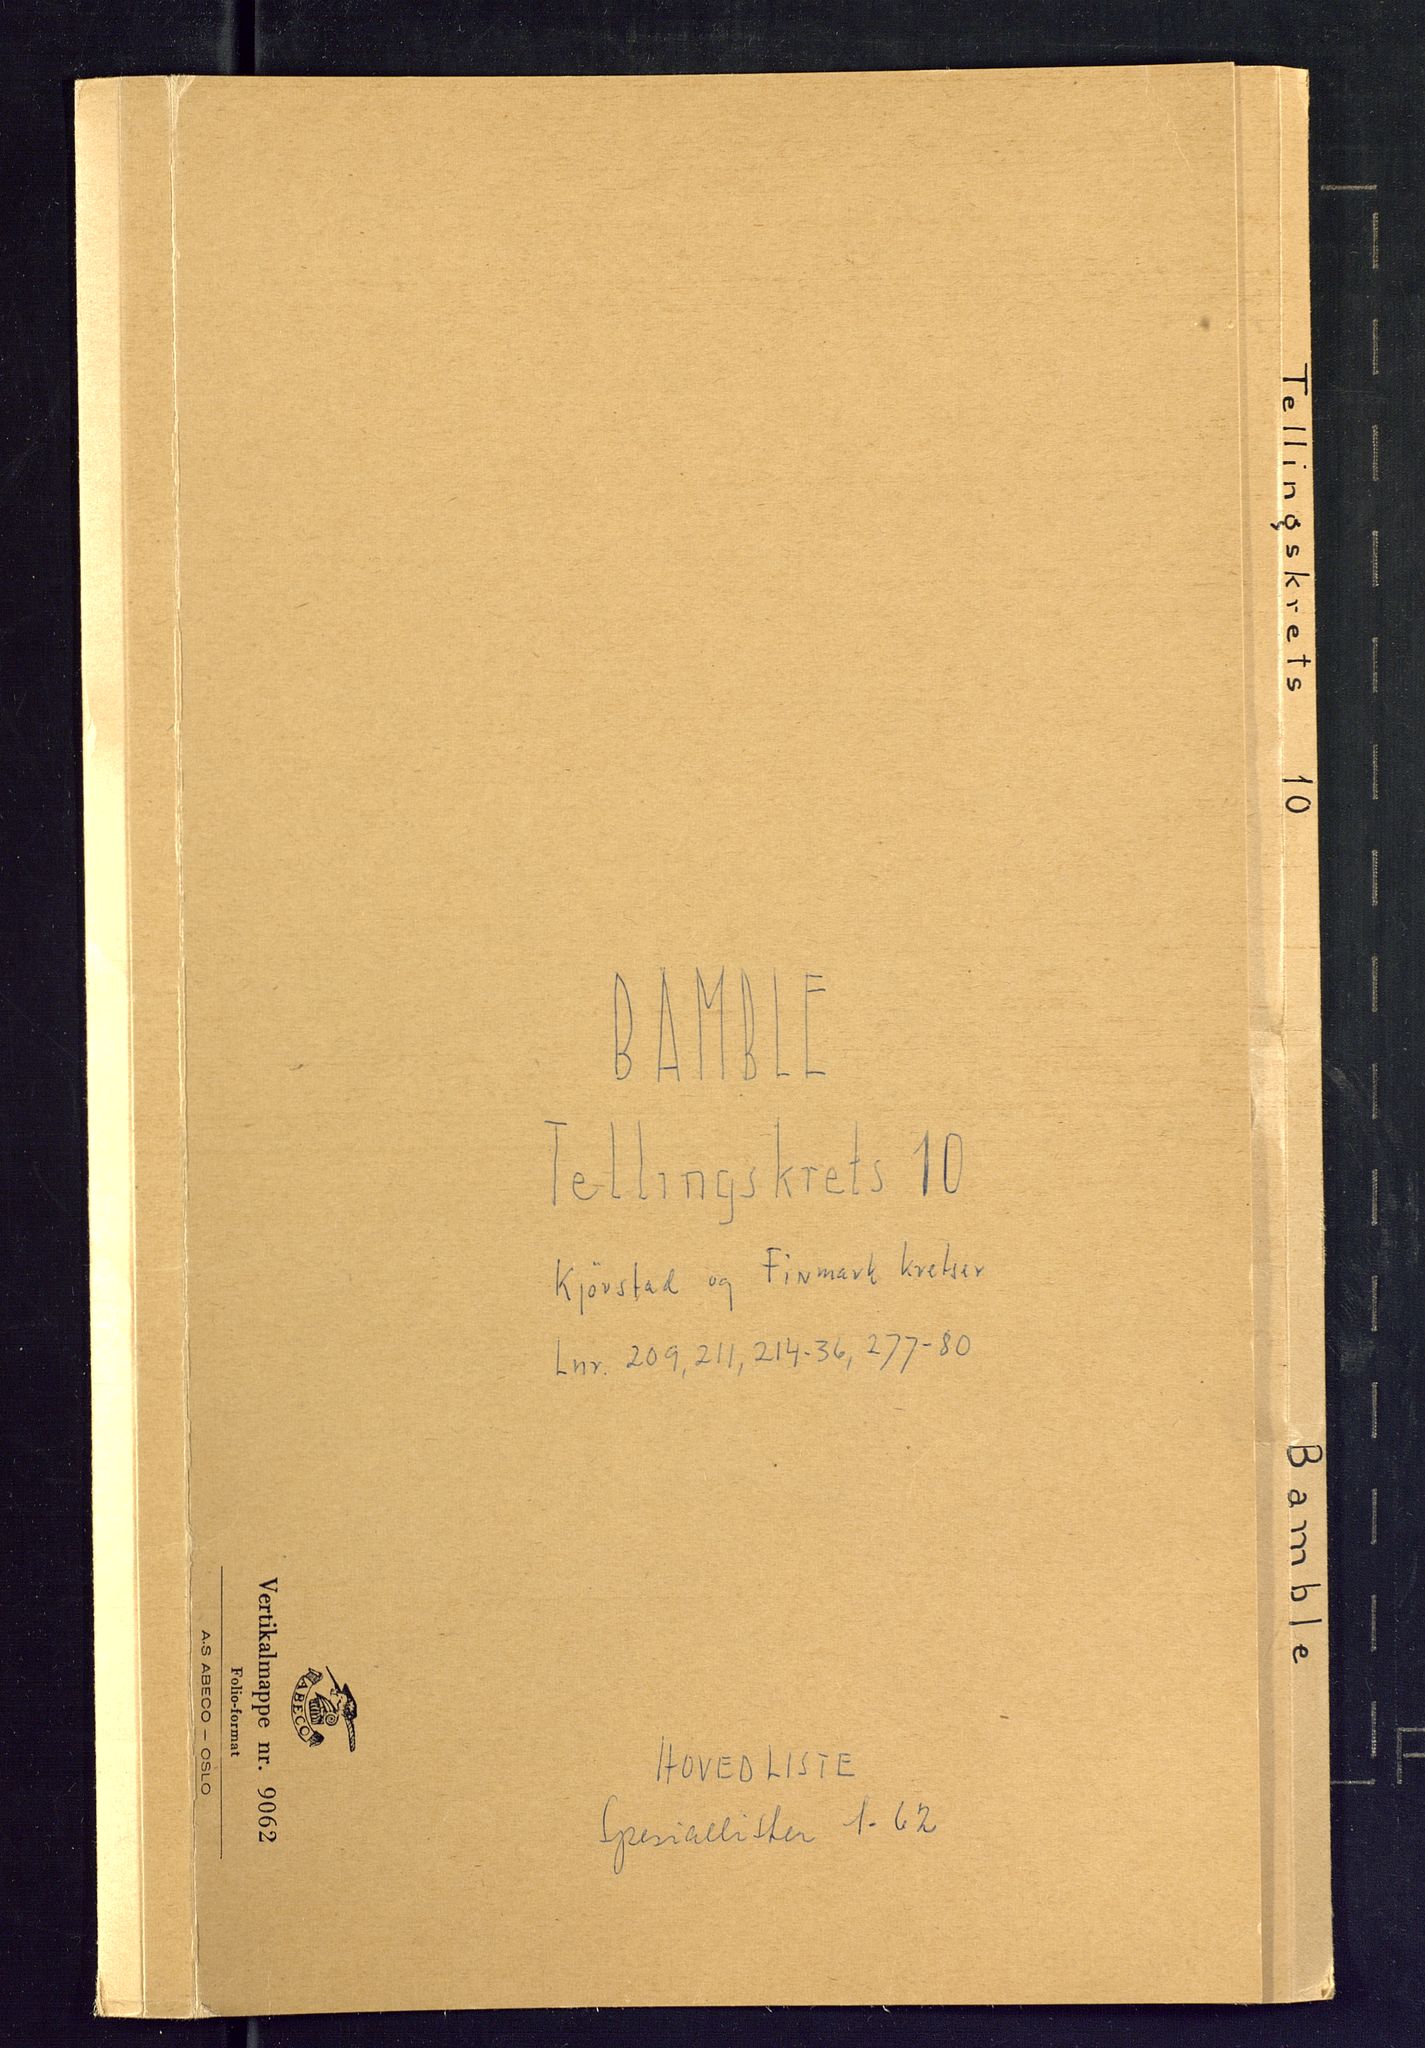 BAMBLE
Tellingskrets 10
Kjörstad og Finmark kretser
Lnr. 209, 211, 214-36, 277-80
HOVEDLISTE
Spesiallister 1-62
Tellingskrets 10 Bamble
ABECO
Vertikalmappe nr. 9062
Folio-format
A.S ABECO – OSLO